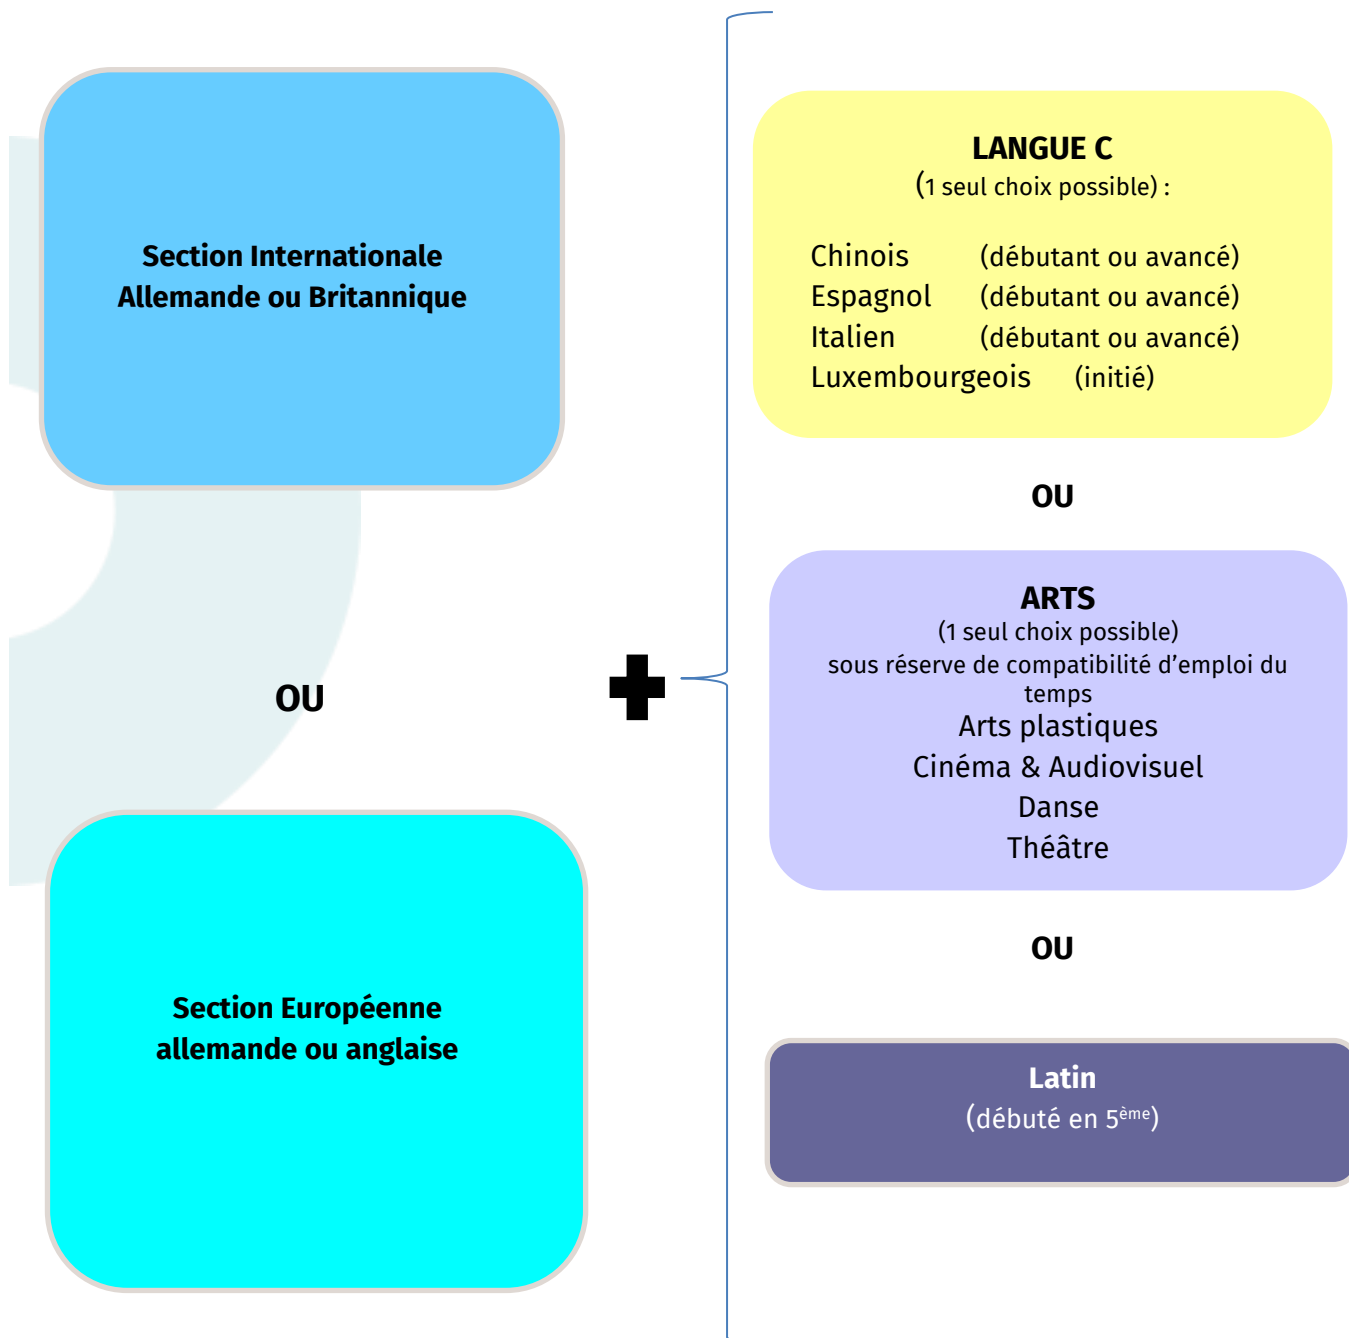 Section Internationale
Allemande ou Britannique
OU
Section Européenne
allemande ou anglaise
LANGUE C
(1 seul choix possible) :
Chinois (débutant ou avancé)
Espagnol (débutant ou avancé)
Italien (débutant ou avancé)
Luxembourgeois (initié)
OU
ARTS
(1 seul choix possible)
sous réserve de compatibilité d’emploi du
temps
Arts plastiques
Cinéma & Audiovisuel
Danse
Théâtre
OU
Latin
(débuté en 5ème)